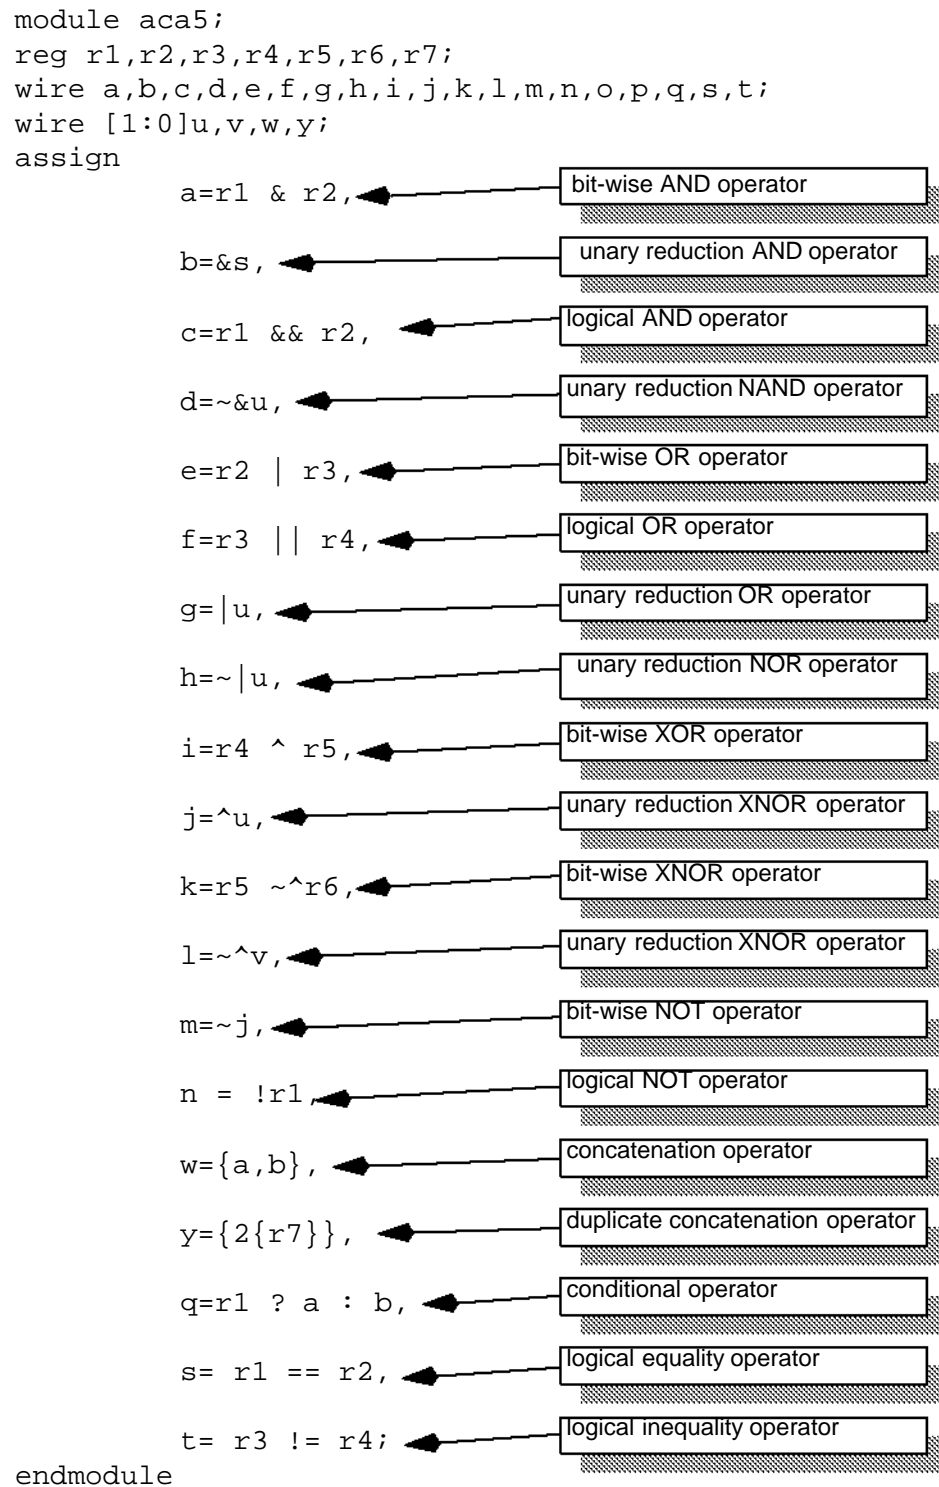 module aca5;
reg r1,r2,r3,r4,r5,r6,r7;
wire a,b,c,d,e,f,g,h,i,j,k,l,m,n,o,p,q,s,t;
wire [1:0]u,v,w,y;
assign
a=r1 & r2, bit-wise AND operator
b=&s, unary reduction AND operator
c=r1 && r2, logical AND operator
d=~&u, unary reduction NAND operator
e=r2 | r3, bit-wise OR operator
f=r3 || r4, logical OR operator
g=|u, unary reduction OR operator
h=~|u, unary reduction NOR operator
i=r4 ^ r5, bit-wise XOR operator
j=^u, unary reduction XNOR operator
k=r5 ~^r6, bit-wise XNOR operator
l=~^v, unary reduction XNOR operator
m=~j, bit-wise NOT operator
n = !r1, logical NOT operator
w={a,b}, concatenation operator
y={2{r7}}, duplicate concatenation operator
q=r1 ? a : b, conditional operator
s= r1 == r2, logical equality operator
t= r3 != r4; logical inequality operator
endmodule